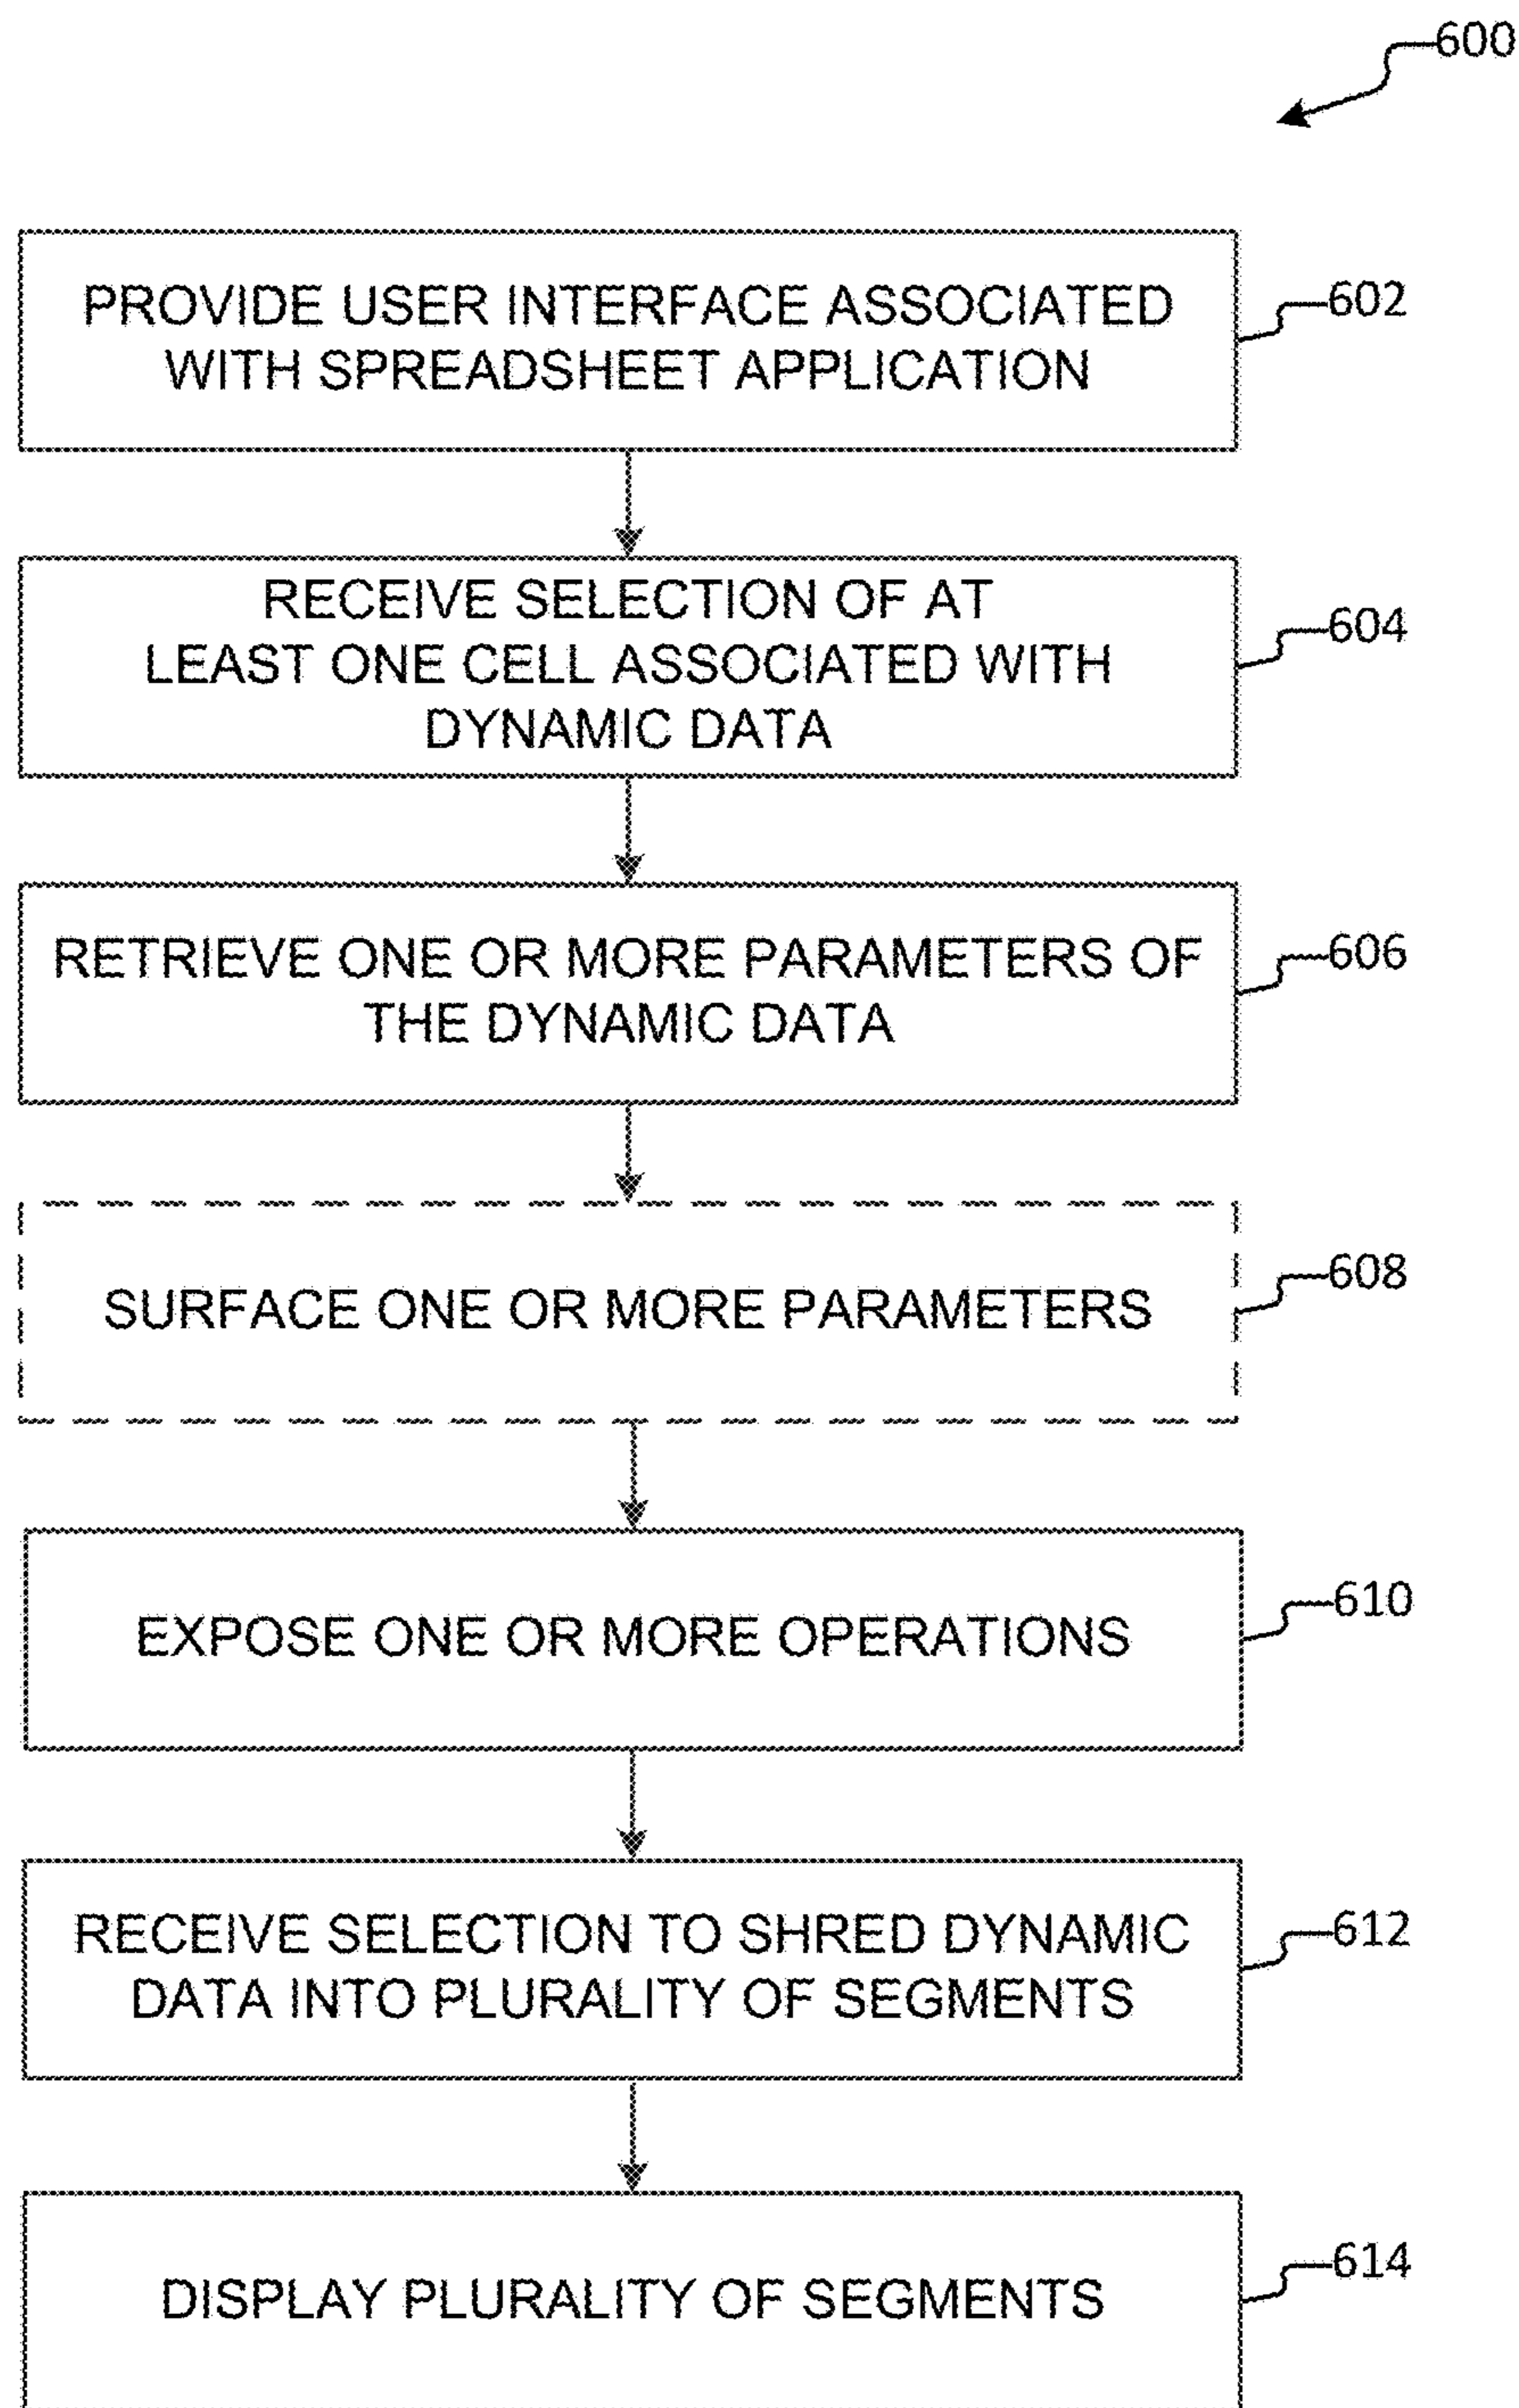 600
PROVIDE USER INTERFACE ASSOCIATED
WITH SPREADSHEET APPLICATION
602
RECEIVE SELECTION OF AT
LEAST ONE CELL ASSOCIATED WITH
DYNAMIC DATA
604
RETRIEVE ONE OR MORE PARAMETERS OF
THE DYNAMIC DATA
606
SURFACE ONE OR MORE PARAMETERS
608
EXPOSE ONE OR MORE OPERATIONS
610
RECEIVE SELECTION TO SHRED DYNAMIC
DATA INTO PLURALITY OF SEGMENTS
612
DISPLAY PLURALITY OF SEGMENTS
614